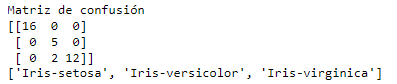 Matriz de confusión
[[16  0  0]
 [ 0  5  0]
 [ 0  2 12]]
['Iris-setosa', 'Iris-versicolor', 'Iris-virginica']